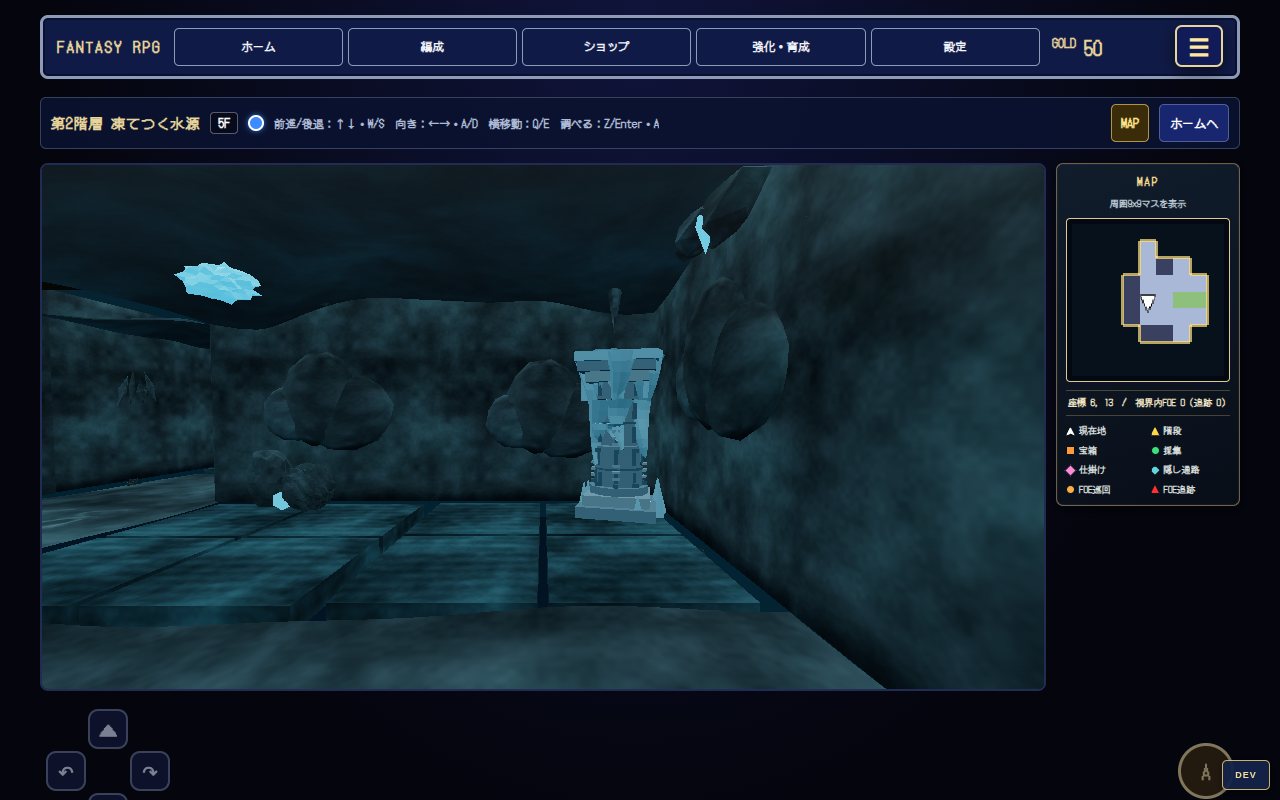 FANTASY RPG
ホーム
編成
ショップ
強化・育成
設定
GOLD 50
第2階層 凍てつく水源
5F
前進/後退：↑↓・W/S 向き：←→・A/D 横移動：Q/E 調べる：Z/Enter・A
MAP
ホームへ
MAP
周囲9x9マスを表示
座標 6, 13 / 視界内FOE 0 (追跡 0)
現在地
階段
宝箱
採集
仕掛け
隠し通路
FOE巡回
FOE追跡
A
DEV